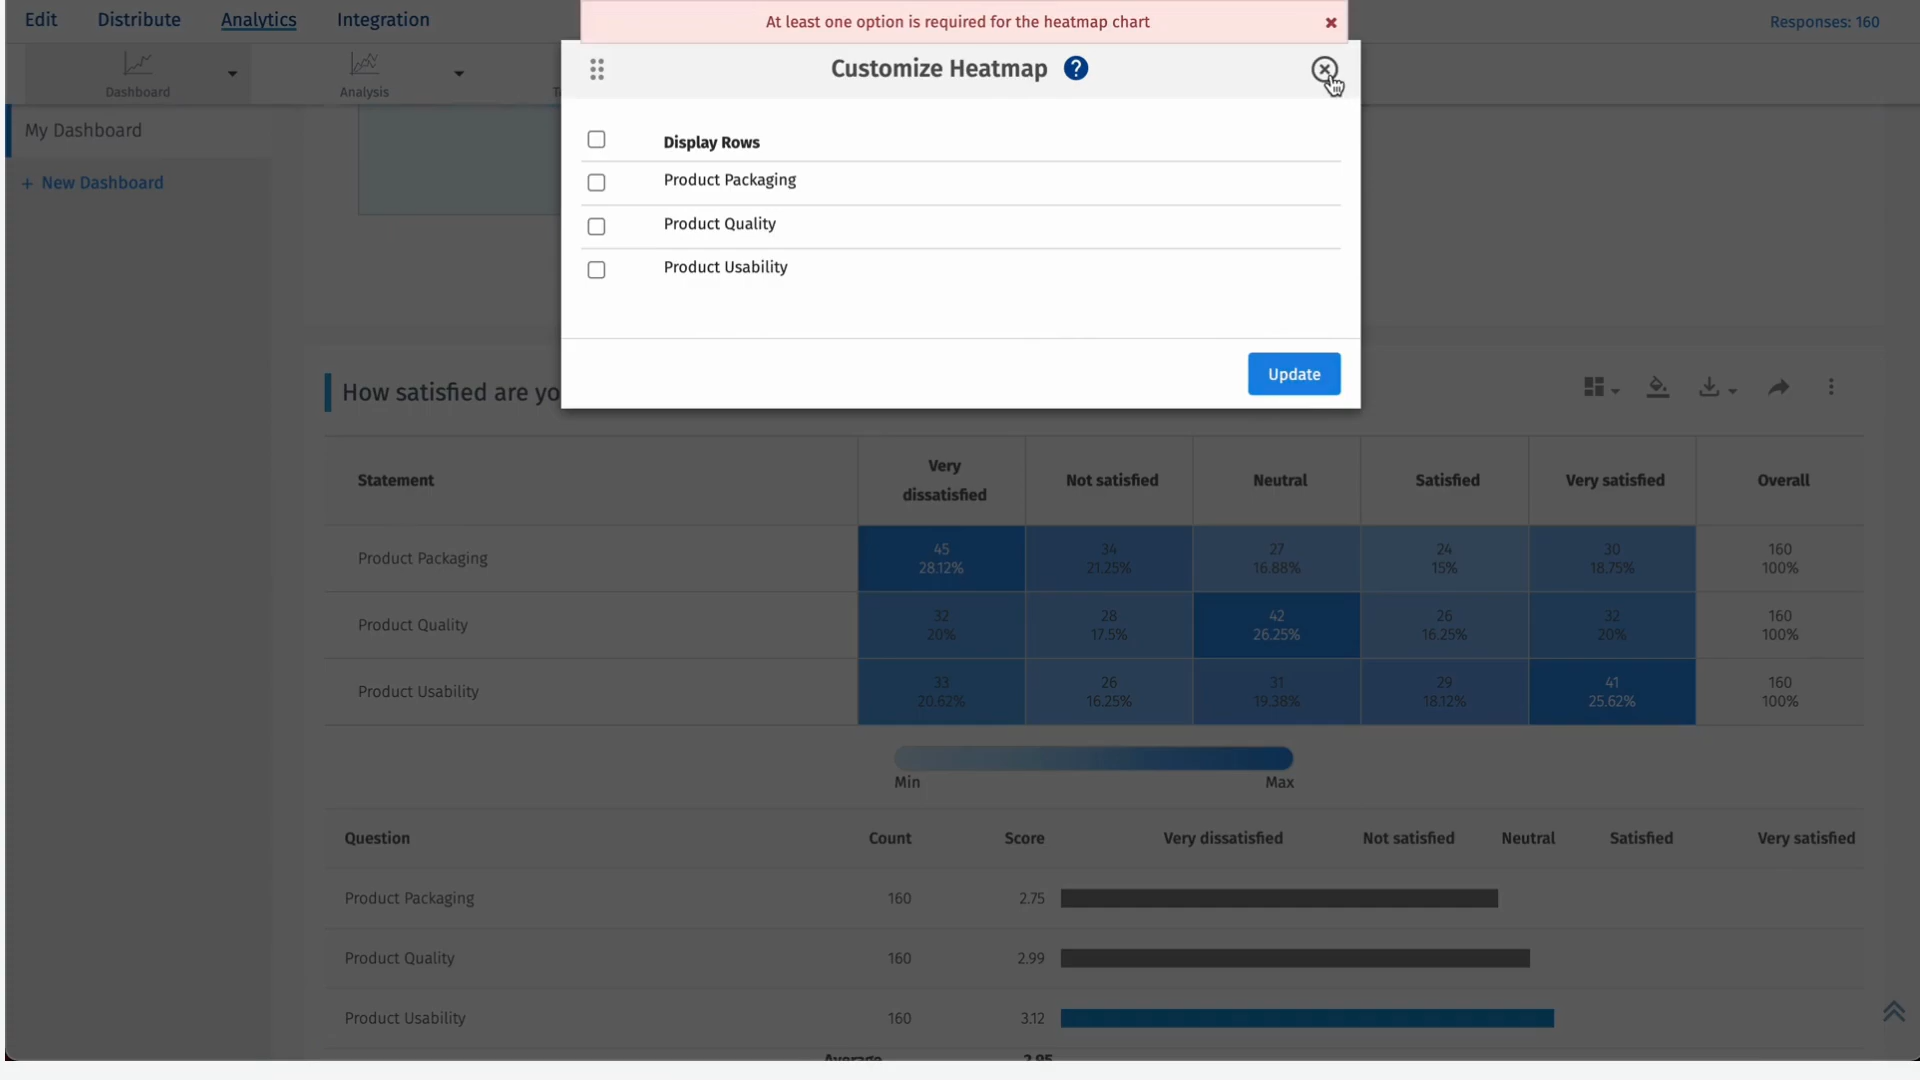 Edit Distribute Analytics Integration
At least one option is required for the heatmap chart
Responses: 160
Dashboard Analysis
Customize Heatmap ?
My Dashboard
+ New Dashboard
Display Rows
Product Packaging
Product Quality
Product Usability
Update
How satisfied are yo
Statement Very dissatisfied Not satisfied Neutral Satisfied Very satisfied Overall
Product Packaging 45 34 27 24 30 160
28.12% 21.25% 16.88% 15% 18.75% 100%
Product Quality 32 28 42 26 32 160
20% 17.5% 26.25% 16.25% 20% 100%
Product Usability 33 26 31 29 41 160
20.62% 16.25% 19.38% 18.12% 25.62% 100%
Min Max
Question Count Score Very dissatisfied Not satisfied Neutral Satisfied Very satisfied
Product Packaging 160 2.75
Product Quality 160 2.99
Product Usability 160 3.12
Average 2.95